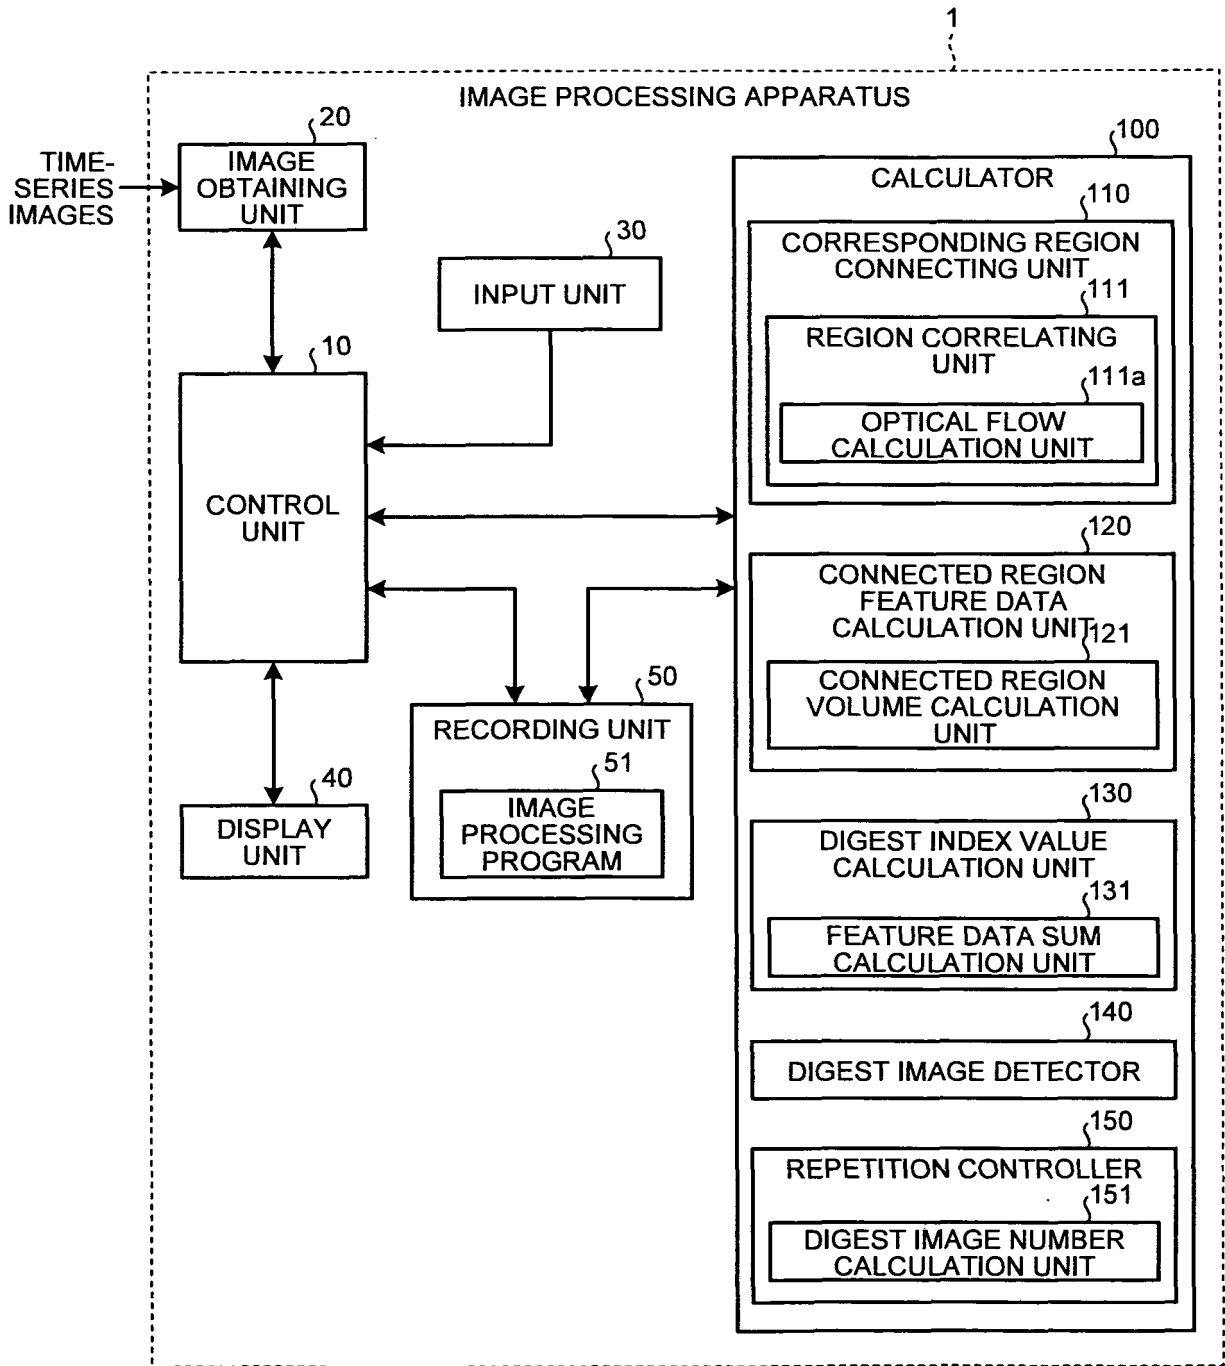 1
IMAGE PROCESSING APPARATUS
20
TIME-
SERIES
IMAGES
IMAGE
OBTAINING
UNIT
30
INPUT UNIT
10
CONTROL
UNIT
40
DISPLAY
UNIT
50
RECORDING UNIT
51
IMAGE
PROCESSING
PROGRAM
100
CALCULATOR
110
CORRESPONDING REGION
CONNECTING UNIT
111
REGION CORRELATING
UNIT
111a
OPTICAL FLOW
CALCULATION UNIT
120
CONNECTED REGION
FEATURE DATA
CALCULATION UNIT
121
CONNECTED REGION
VOLUME CALCULATION
UNIT
130
DIGEST INDEX VALUE
CALCULATION UNIT
131
FEATURE DATA SUM
CALCULATION UNIT
140
DIGEST IMAGE DETECTOR
150
REPETITION CONTROLLER
151
DIGEST IMAGE NUMBER
CALCULATION UNIT